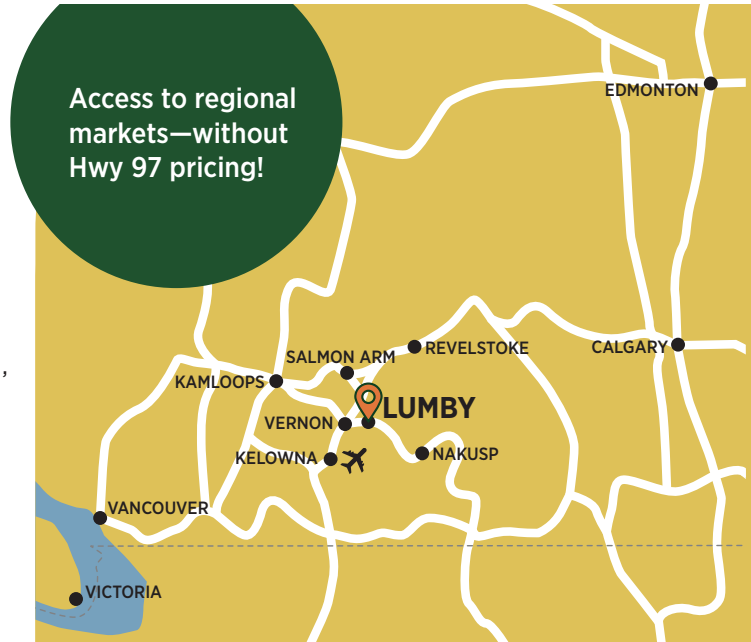 Access to regional
markets—without
Hwy 97 pricing!
EDMONTON
SALMON ARM
REVELSTOKE
CALGARY
,
KAMLOOPS
LUMBY
VERNON
KELOWNA
NAKUSP
VANCOUVER
VICTORIA